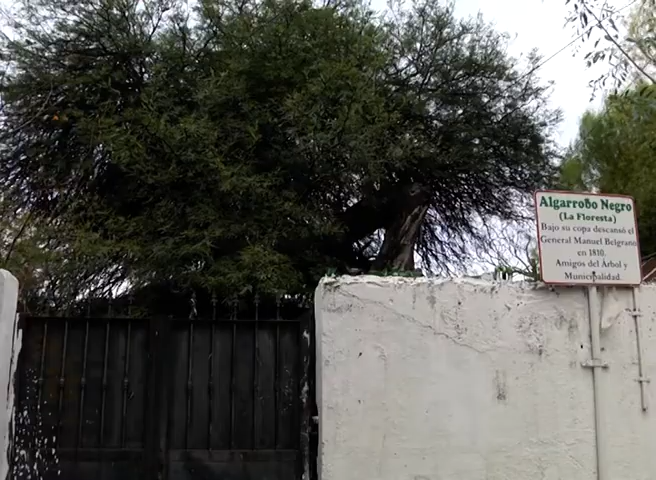 Algarrobo Negro
(La Floresta)
Bajo su copa descansó el
General Manuel Belgrano
en 1810.
Amigos del Árbol y
Municipalidad.